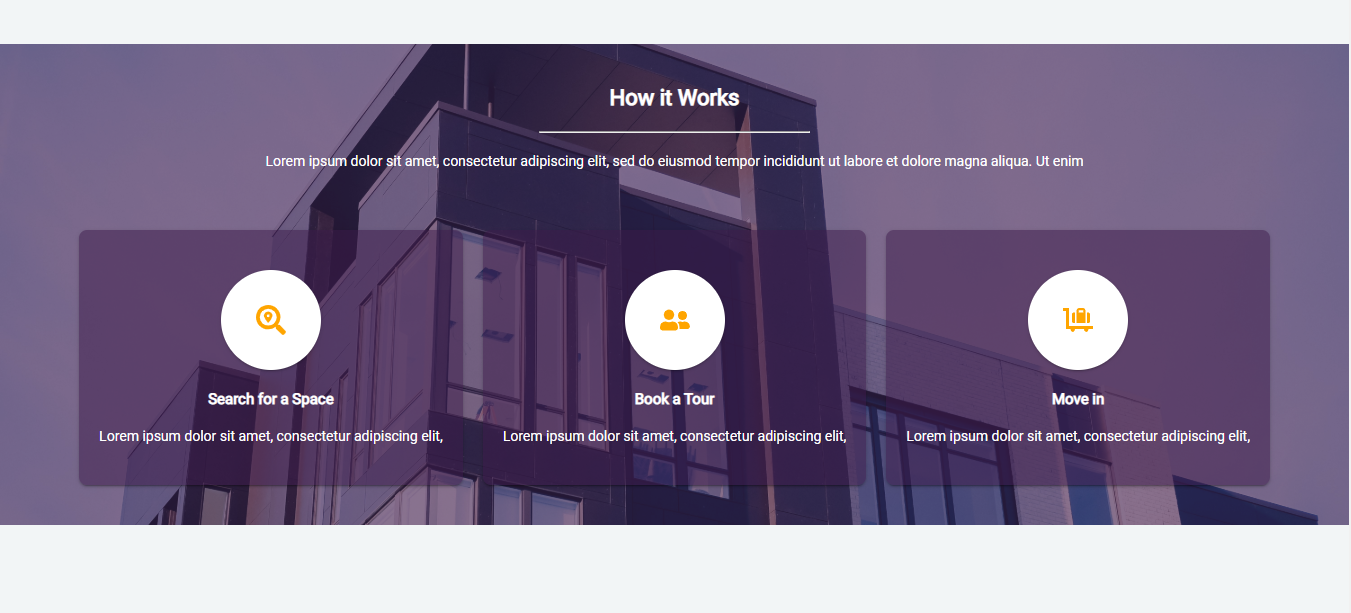 How it Works
Lorem ipsum dolor sit amet, consectetur adipiscing elit, sed do eiusmod tempor incididunt ut labore et dolore magna aliqua. Ut enim
Search for a Space
Lorem ipsum dolor sit amet, consectetur adipiscing elit,
Book a Tour
Lorem ipsum dolor sit amet, consectetur adipiscing elit,
Move in
Lorem ipsum dolor sit amet, consectetur adipiscing elit,